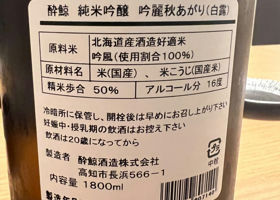 酔鯨 純米吟醸 吟麗秋あがり(白露)
原料米 北海道産酒造好適米
吟風(使用割合100%)
原材料 米(国産)、米こうじ(国産米)
精米歩合 50% アルコール分 16度
冷暗所に保管し、開栓後は早めにお召し上がり下さい
妊娠中・授乳期の飲酒はお控え下さい
飲酒は20歳になってから
製造者 酔鯨酒造株式会社
高知市長浜566-1
内容量 1800ml
プラ
中栓